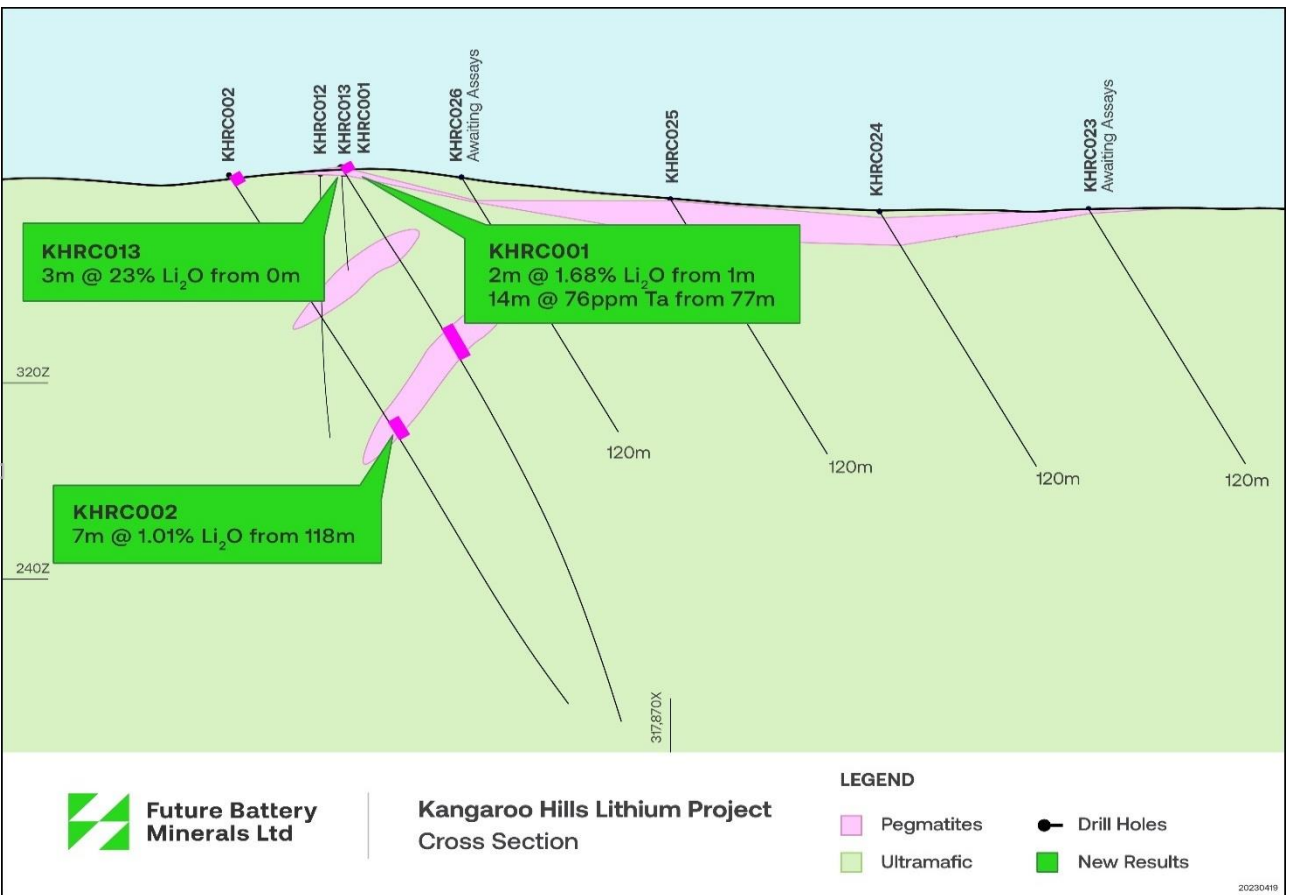 KHRC002
KHRC012
KHRC013
KHRC001
KHRC026
Awaiting Assays
KHRC025
KHRC024
KHRC023
Awaiting Assays
KHRC013
3m @ 23% Li₂O from 0m
KHRC001
2m @ 1.68% Li₂O from 1m
14m @ 76ppm Ta from 77m
320Z
120m
120m
120m
120m
KHRC002
7m @ 1.01% Li₂O from 118m
240Z
317,870X
Future Battery
Minerals Ltd
Kangaroo Hills Lithium Project
Cross Section
LEGEND
Pegmatites
Drill Holes
Ultramafic
New Results
20230419